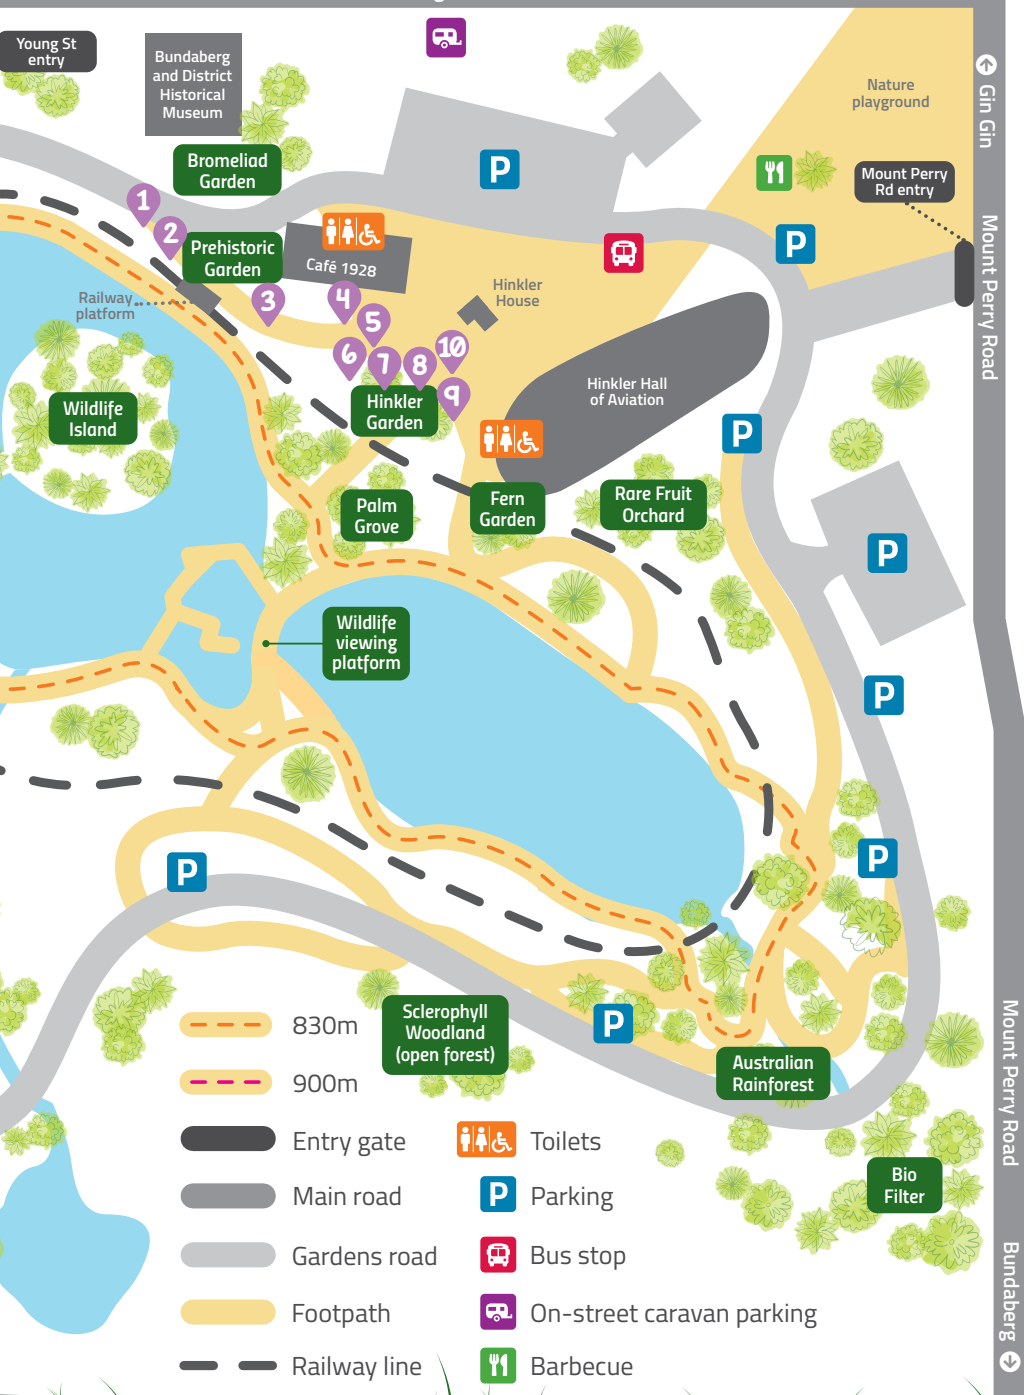 Young St
entry
Bundaberg
and District
Historical
Museum
Bromeliad
Garden
P
Nature
playground
Mount Perry
Rd entry
Gin Gin
Mount Perry Road
1
2
Prehistoric
Garden
Café 1928
P
Railway
platform
3
4
5
6
7
8
9
10
Hinkler
House
Hinkler Hall
of Aviation
Wildlife
Island
Hinkler
Garden
P
Palm
Grove
Fern
Garden
Rare Fruit
Orchard
P
Wildlife
viewing
platform
P
P
P
Sclerophyll
Woodland
(open forest)
P
Australian
Rainforest
Mount Perry Road
Bio
Filter
Bundaberg
830m
900m
Entry gate
Main road
Gardens road
Footpath
Railway line
Toilets
P Parking
Bus stop
On-street caravan parking
Barbecue